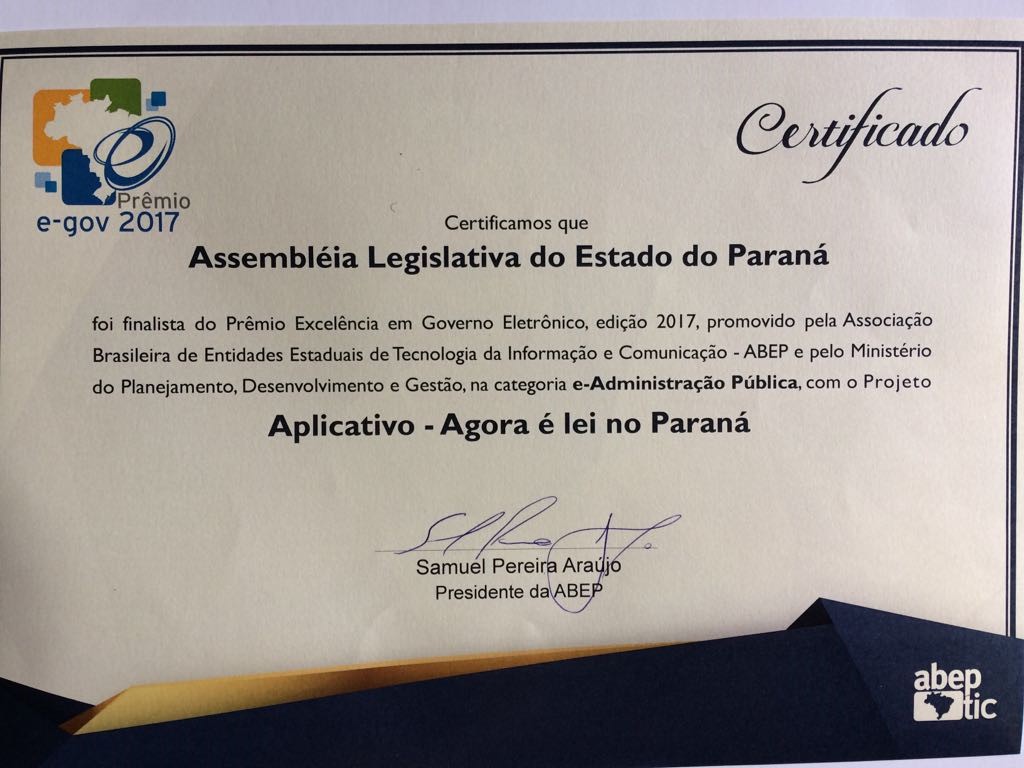 Certificado
Prêmio
e-gov 2017
Certificamos que
Assembléia Legislativa do Estado do Paraná
foi finalista do Prêmio Excelência em Governo Eletrônico, edição 2017, promovido pela Associação
Brasileira de Entidades Estaduais de Tecnologia da Informação e Comunicação - ABEP e pelo Ministério
do Planejamento, Desenvolvimento e Gestão, na categoria e-Administração Pública, com o Projeto
Aplicativo - Agora é lei no Paraná
Samuel Pereira Araújo
Presidente da ABEP
abep
tic